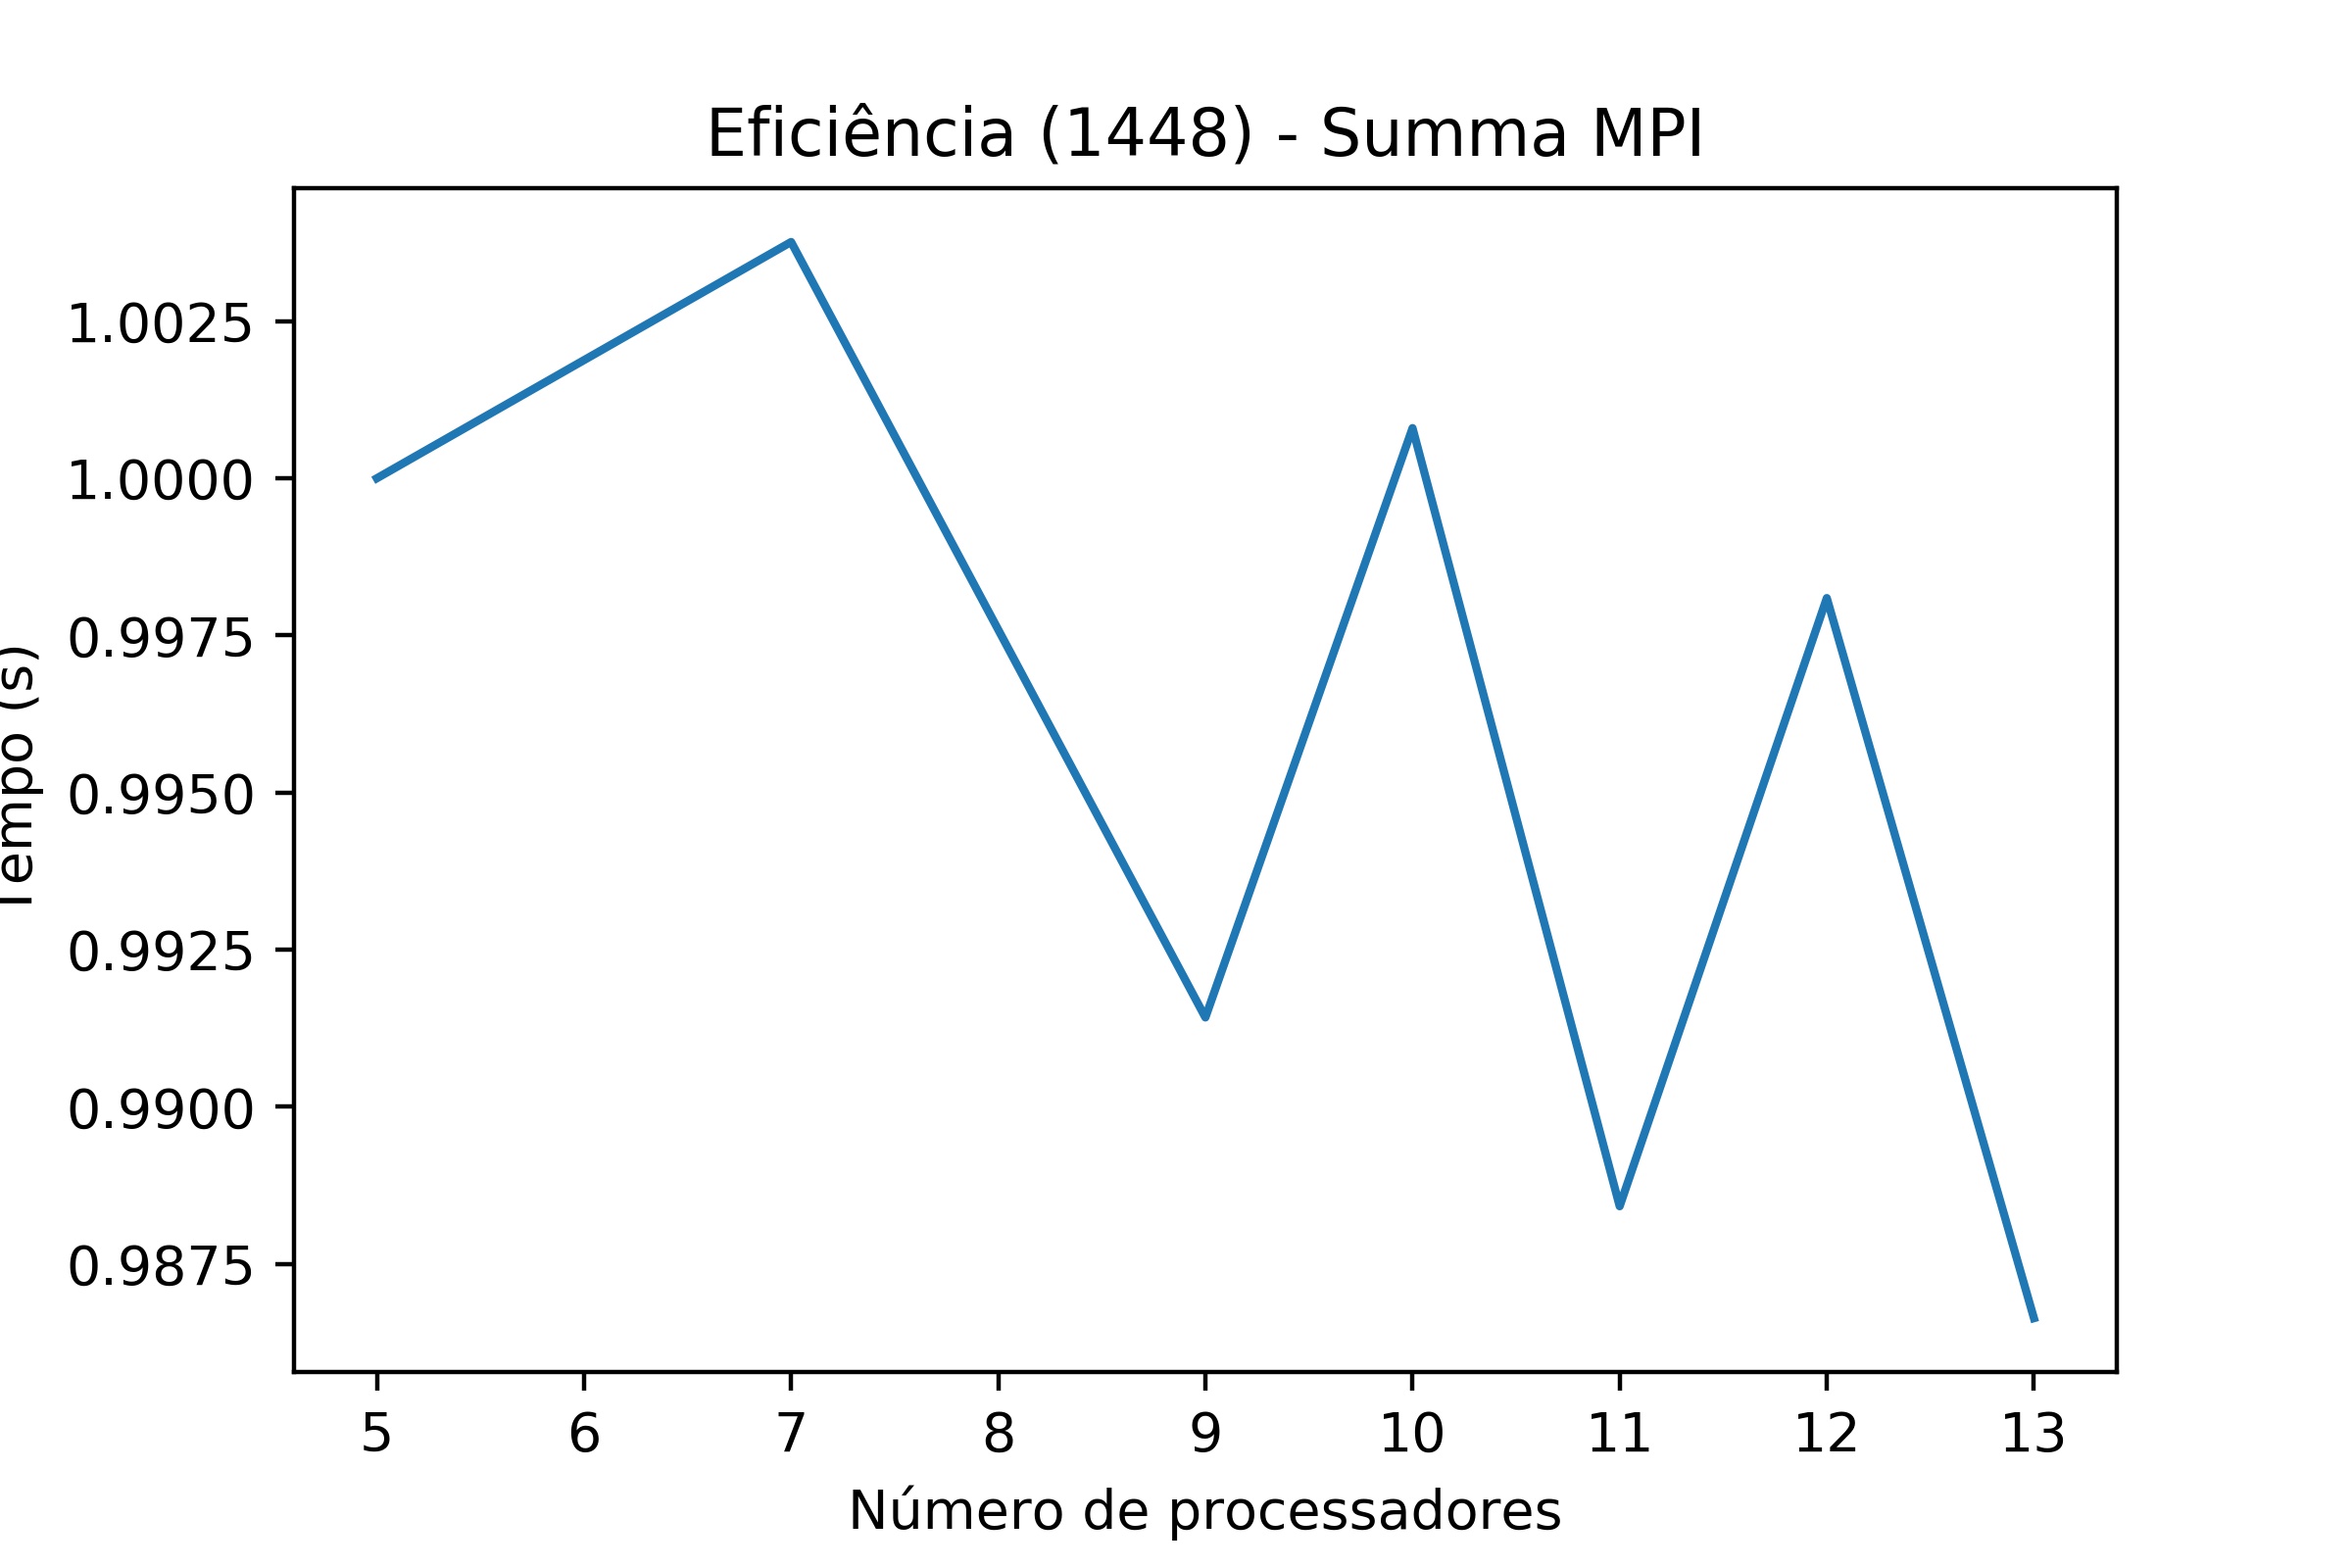 Eficiência (1448) - Summa MPI
1.0025
1.0000
0.9975
0.9950
0.9925
0.9900
0.9875
Tempo (s)
5 6 7 8 9 10 11 12 13
Número de processadores